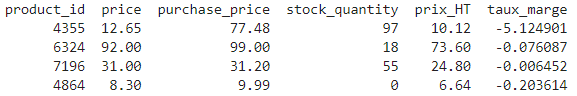 product_id price purchase_price stock_quantity prix_HT taux_marge
4355 12.65 77.48 97 10.12 -5.124901
6324 92.00 99.00 18 73.60 -0.076087
7196 31.00 31.20 55 24.80 -0.006452
4864 8.30 9.99 0 6.64 -0.203614